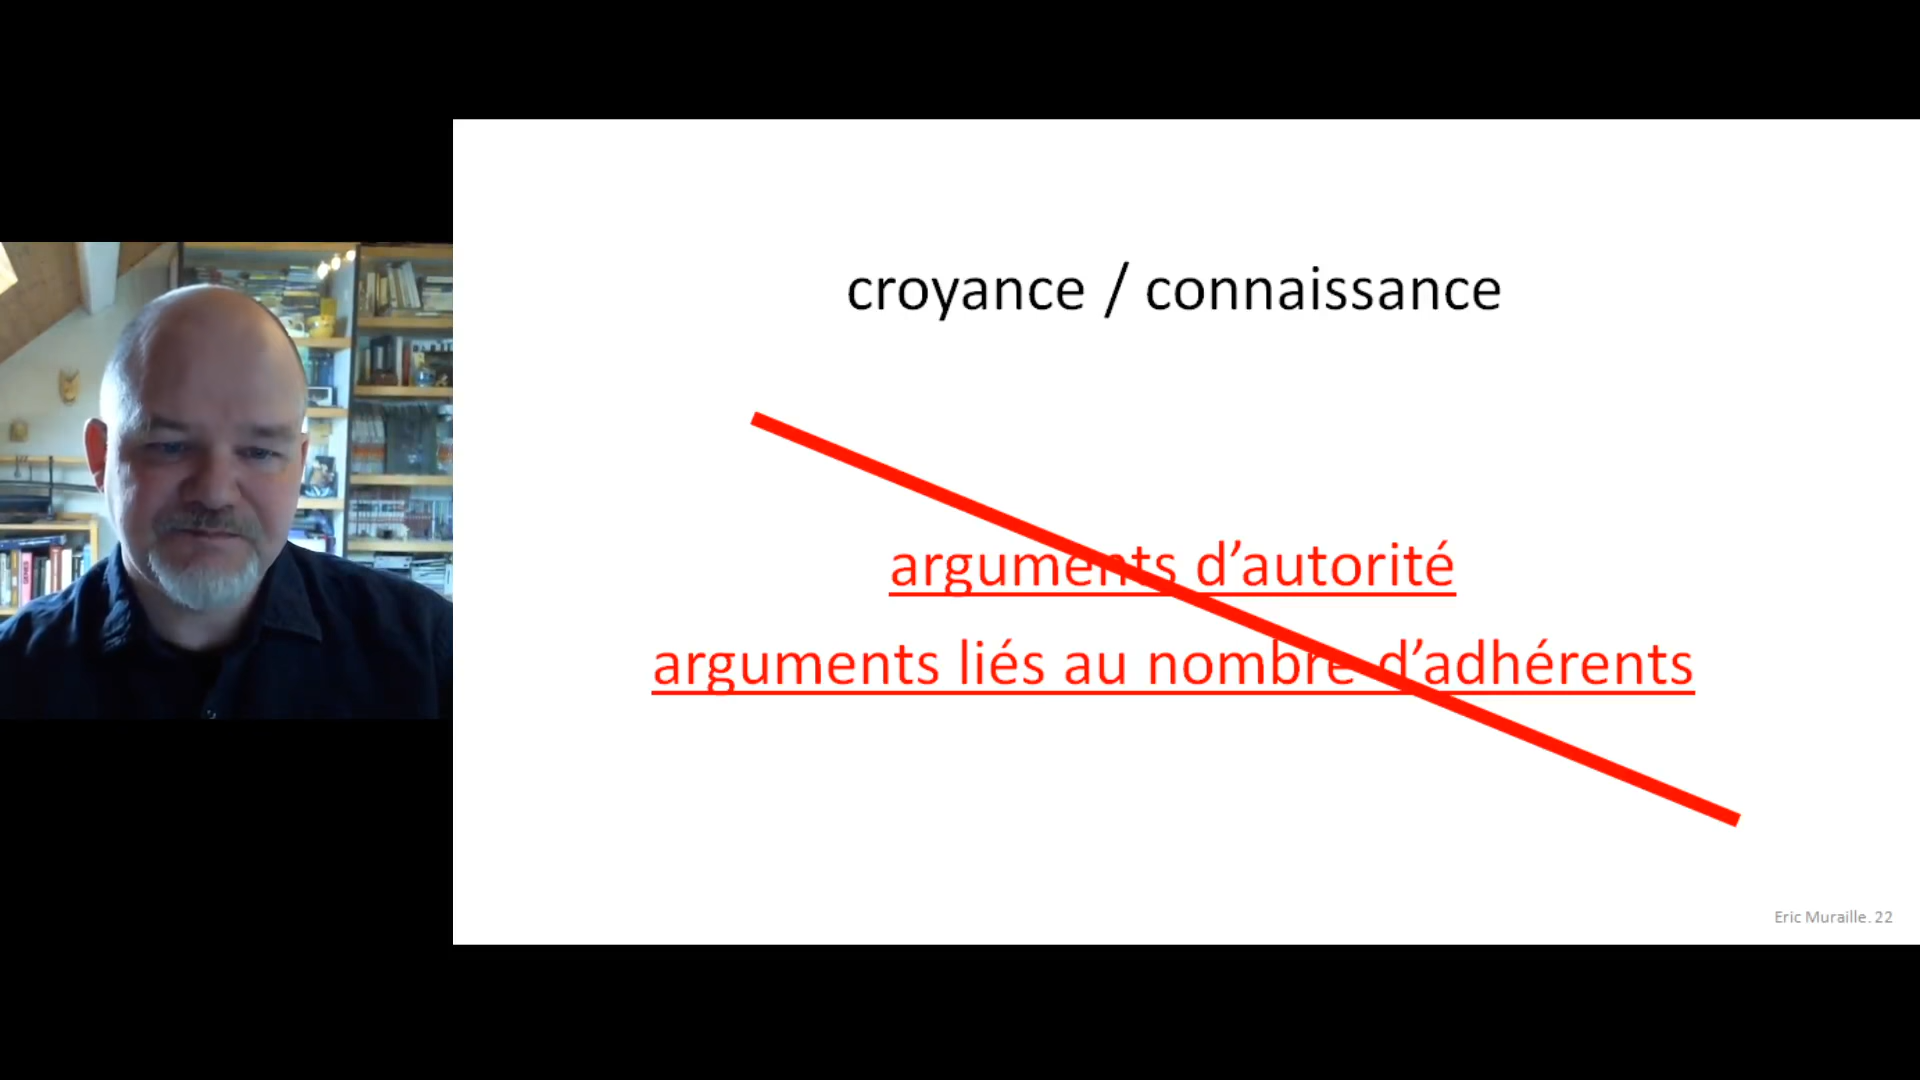 croyance / connaissance
arguments d’autorité
arguments liés au nombre d’adhérents
Eric Muraille. 22